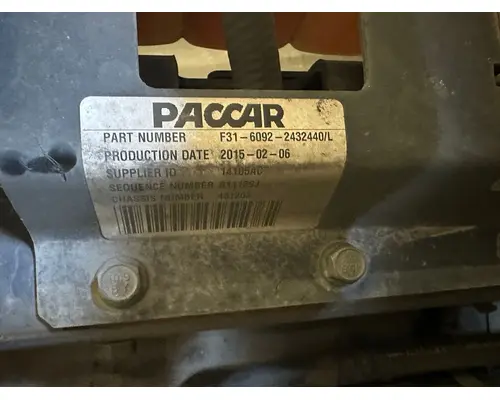 PACCAR
PART NUMBER F31-6092-2432440/L
PRODUCTION DATE 2015-02-06
SUPPLIER ID
SEQUENCE NUMBER
CHASSIS NUMBER